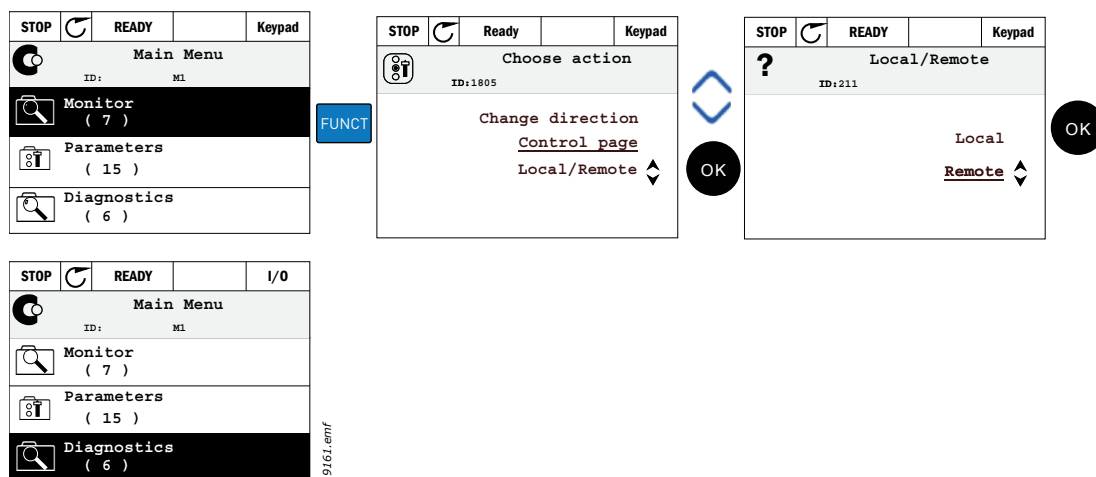 STOP READY Keypad
Main Menu
ID: M1
Monitor
( 7 )
Parameters
( 15 )
Diagnostics
( 6 )
FUNCT
STOP Ready Keypad
Choose action
ID:1805
Change direction
Control page
Local/Remote
OK
STOP READY Keypad
?
Local/Remote
ID:211
Local
Remote
OK
STOP READY I/O
Main Menu
ID: M1
Monitor
( 7 )
Parameters
( 15 )
Diagnostics
( 6 )
9161.emf